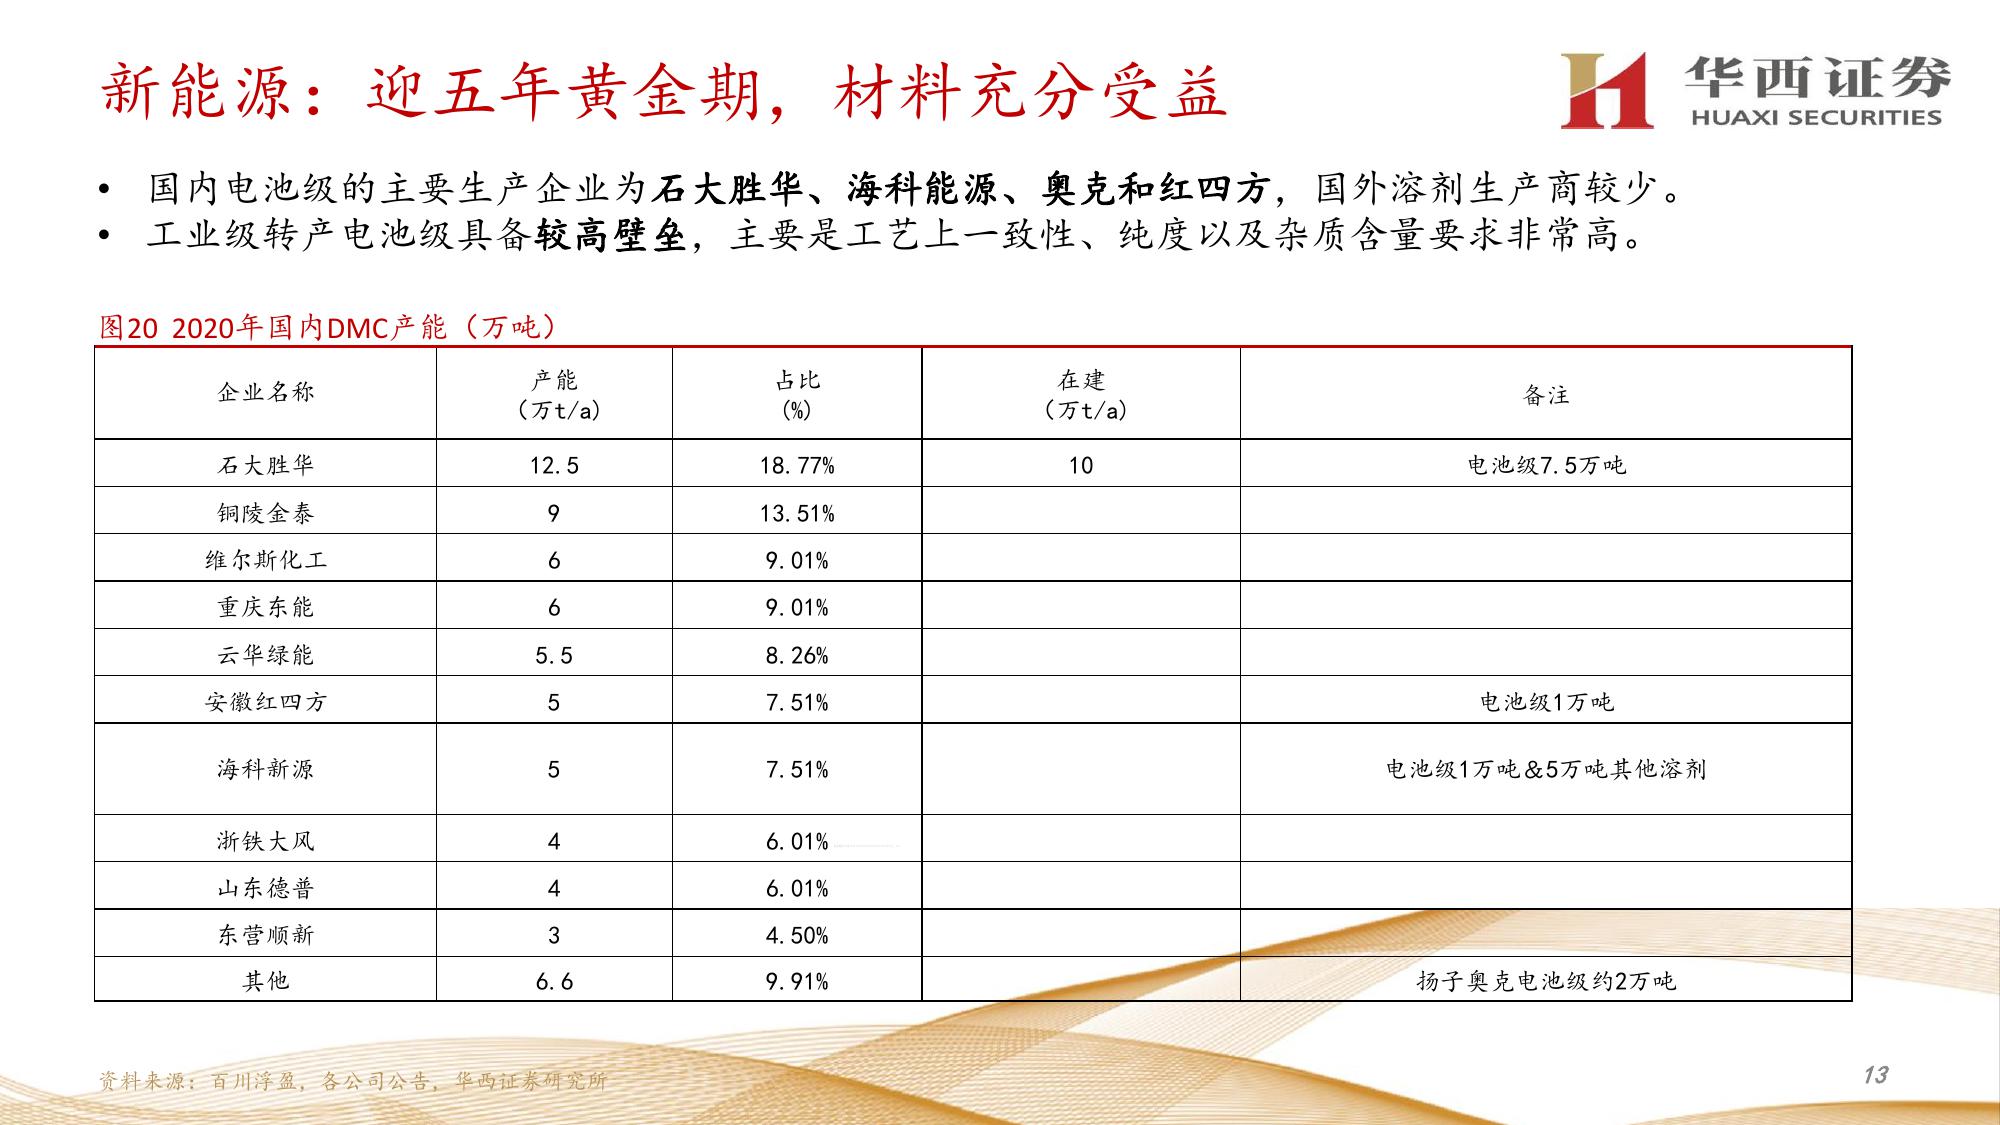 新能源：迎五年黄金期，材料充分受益
华西证券
HUAXI SECURITIES
• 国内电池级的主要生产企业为石大胜华、海科能源、奥克和红四方，国外溶剂生产商较少。
• 工业级转产电池级具备较高壁垒，主要是工艺上一致性、纯度以及杂质含量要求非常高。
图20 2020年国内DMC产能（万吨）
企业名称 产能（万t/a） 占比(%) 在建（万t/a） 备注
石大胜华 12.5 18.77% 10 电池级7.5万吨
铜陵金泰 9 13.51%
维尔斯化工 6 9.01%
重庆东能 6 9.01%
云华绿能 5.5 8.26%
安徽红四方 5 7.51% 电池级1万吨
海科新源 5 7.51% 电池级1万吨&5万吨其他溶剂
浙铁大风 4 6.01%
山东德普 4 6.01%
东营顺新 3 4.50%
其他 6.6 9.91% 扬子奥克电池级约2万吨
资料来源：百川浮盈，各公司公告，华西证券研究所
13